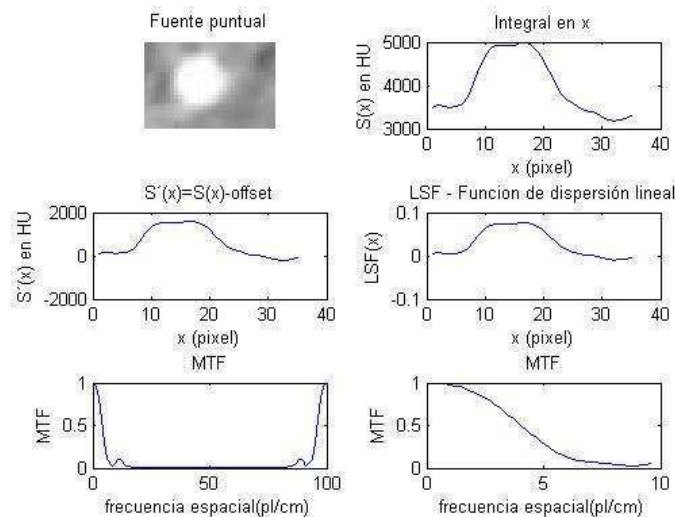 Fuente puntual
Integral en x
5000
4000
3000
S(x) en HU
0 10 20 30 40
x (pixel)
S´(x)=S(x)-offset
2000
0
-2000
S´(x) en HU
0 10 20 30 40
x (pixel)
LSF - Funcion de dispersión lineal
0.1
0
-0.1
LSF(x)
0 10 20 30 40
x (pixel)
MTF
1
0.5
0
MTF
0 50 100
frecuencia espacial(pl/cm)
MTF
1
0.5
0
MTF
0 5 10
frecuencia espacial(pl/cm)